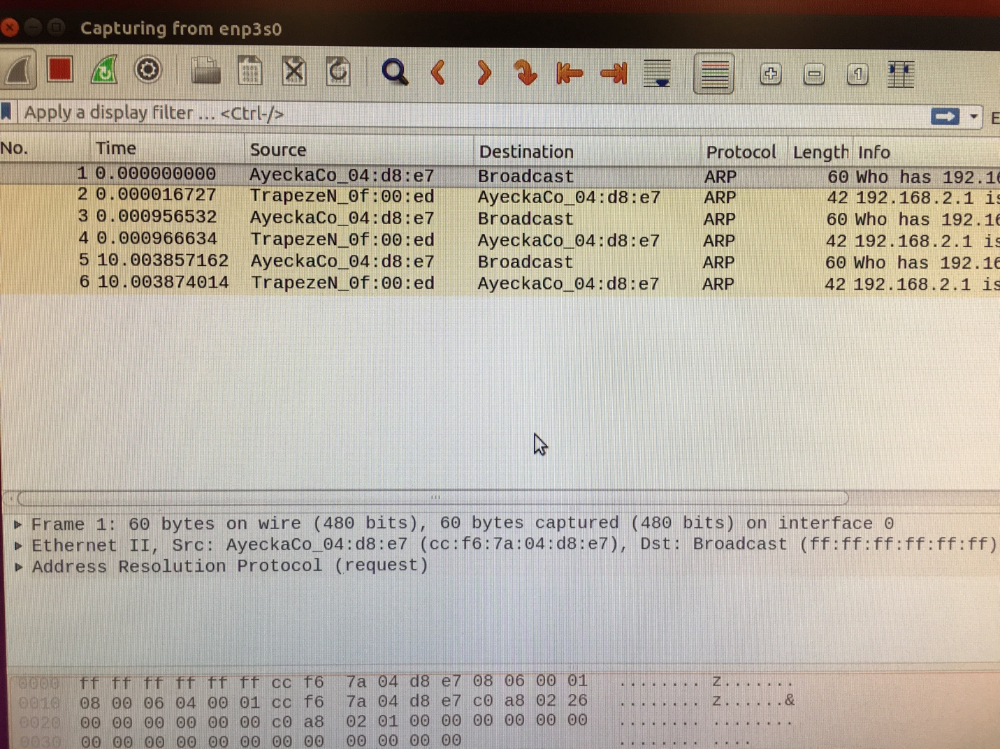 Capturing from enp3s0
Apply a display filter ... <Ctrl-/> E
No. Time Source Destination Protocol Length Info
1 0.000000000 AyeckaCo_04:d8:e7 Broadcast ARP 60 Who has 192.16
2 0.000016727 TrapezeN_0f:00:ed AyeckaCo_04:d8:e7 ARP 42 192.168.2.1 is
3 0.000956532 AyeckaCo_04:d8:e7 Broadcast ARP 60 Who has 192.16
4 0.000966634 TrapezeN_0f:00:ed AyeckaCo_04:d8:e7 ARP 42 192.168.2.1 is
5 10.003857162 AyeckaCo_04:d8:e7 Broadcast ARP 60 Who has 192.16
6 10.003874014 TrapezeN_0f:00:ed AyeckaCo_04:d8:e7 ARP 42 192.168.2.1 is
Frame 1: 60 bytes on wire (480 bits), 60 bytes captured (480 bits) on interface 0
Ethernet II, Src: AyeckaCo_04:d8:e7 (cc:f6:7a:04:d8:e7), Dst: Broadcast (ff:ff:ff:ff:ff:ff)
Address Resolution Protocol (request)
0000 ff ff ff ff ff ff cc f6 7a 04 d8 e7 08 06 00 01 ........ z.......
0010 08 00 06 04 00 01 cc f6 7a 04 d8 e7 c0 a8 02 26 ........ z......&
0020 00 00 00 00 00 00 c0 a8 02 01 00 00 00 00 00 00 ........ ........
0030 00 00 00 00 00 00 00 00 00 00 00 00 ........ ....